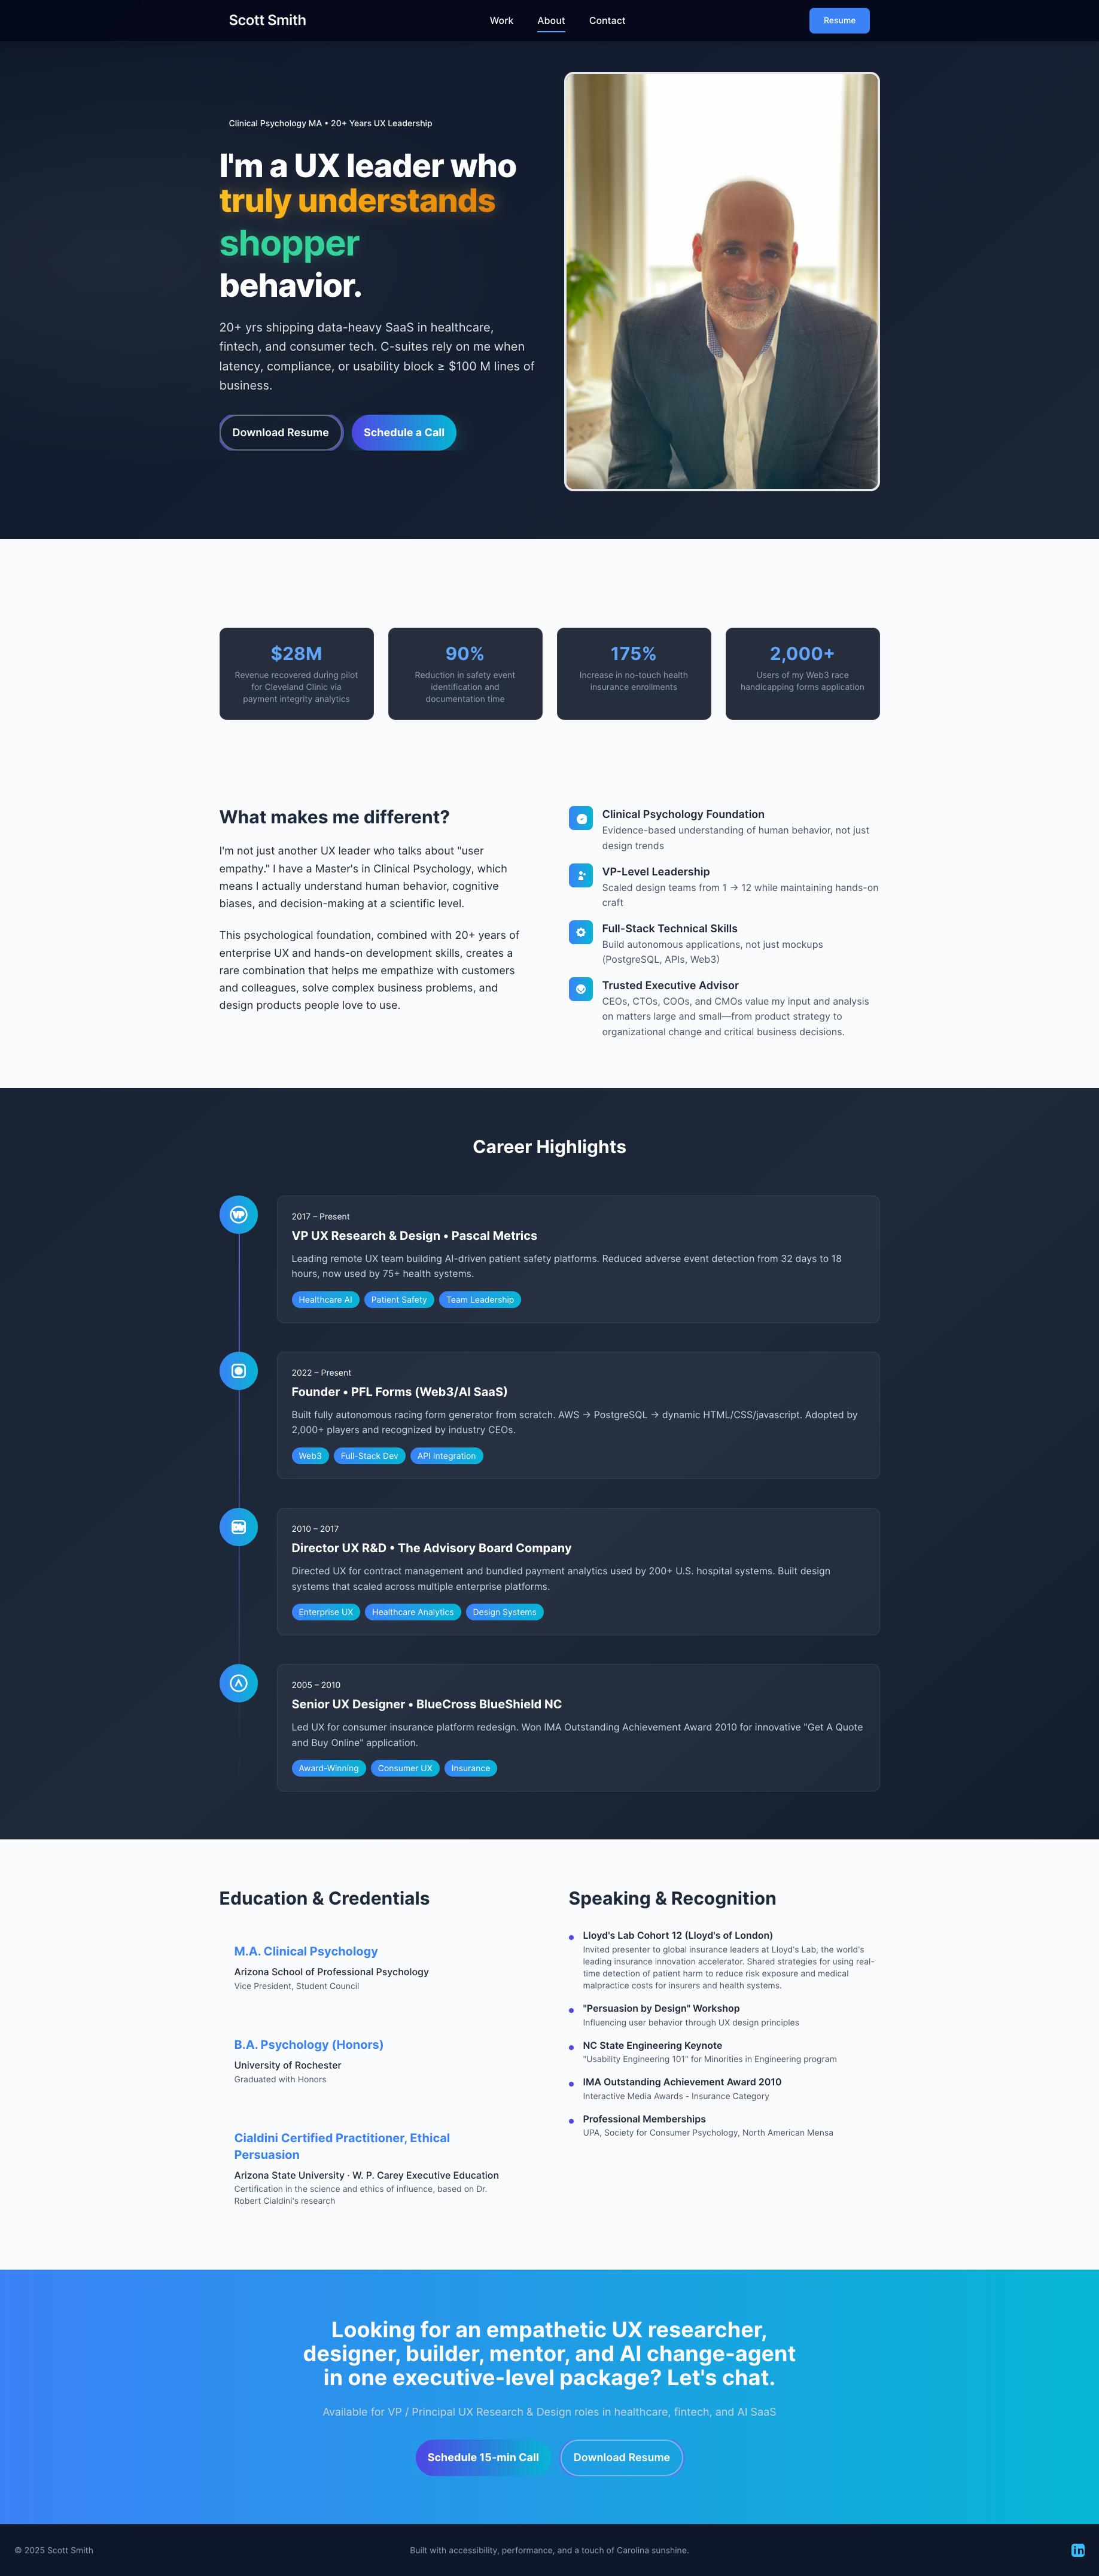 Scott Smith
Work
About
Contact
Resume
Clinical Psychology MA • 20+ Years UX Leadership
I'm a UX leader who
truly understands
shopper
behavior.
20+ yrs shipping data-heavy SaaS in healthcare,
fintech, and consumer tech. C-suites rely on me when
latency, compliance, or usability block ≥ $100 M lines of
business.
Download Resume
Schedule a Call
$28M
Revenue recovered during pilot
for Cleveland Clinic via
payment integrity analytics
90%
Reduction in safety event
identification and
documentation time
175%
Increase in no-touch health
insurance enrollments
2,000+
Users of my Web3 race
handicapping forms application
What makes me different?
I'm not just another UX leader who talks about "user
empathy." I have a Master's in Clinical Psychology, which
means I actually understand human behavior, cognitive
biases, and decision-making at a scientific level.
This psychological foundation, combined with 20+ years of
enterprise UX and hands-on development skills, creates a
rare combination that helps me empathize with customers
and colleagues, solve complex business problems, and
design products people love to use.
Clinical Psychology Foundation
Evidence-based understanding of human behavior, not just
design trends
VP-Level Leadership
Scaled design teams from 1 → 12 while maintaining hands-on
craft
Full-Stack Technical Skills
Build autonomous applications, not just mockups
(PostgreSQL, APIs, Web3)
Trusted Executive Advisor
CEOs, CTOs, COOs, and CMOs value my input and analysis
on matters large and small—from product strategy to
organizational change and critical business decisions.
Career Highlights
VP
2017 – Present
VP UX Research & Design • Pascal Metrics
Leading remote UX team building AI-driven patient safety platforms. Reduced adverse event detection from 32 days to 18
hours, now used by 75+ health systems.
Healthcare AI
Patient Safety
Team Leadership
2022 – Present
Founder • PFL Forms (Web3/AI SaaS)
Built fully autonomous racing form generator from scratch. AWS → PostgreSQL → dynamic HTML/CSS/javascript. Adopted by
2,000+ players and recognized by industry CEOs.
Web3
Full-Stack Dev
API Integration
2010 – 2017
Director UX R&D • The Advisory Board Company
Directed UX for contract management and bundled payment analytics used by 200+ U.S. hospital systems. Built design
systems that scaled across multiple enterprise platforms.
Enterprise UX
Healthcare Analytics
Design Systems
2005 – 2010
Senior UX Designer • BlueCross BlueShield NC
Led UX for consumer insurance platform redesign. Won IMA Outstanding Achievement Award 2010 for innovative "Get A Quote
and Buy Online" application.
Award-Winning
Consumer UX
Insurance
Education & Credentials
M.A. Clinical Psychology
Arizona School of Professional Psychology
Vice President, Student Council
B.A. Psychology (Honors)
University of Rochester
Graduated with Honors
Cialdini Certified Practitioner, Ethical
Persuasion
Arizona State University · W. P. Carey Executive Education
Certification in the science and ethics of influence, based on Dr.
Robert Cialdini's research
Speaking & Recognition
Lloyd's Lab Cohort 12 (Lloyd's of London)
Invited presenter to global insurance leaders at Lloyd's Lab, the world's
leading insurance innovation accelerator. Shared strategies for using real-
time detection of patient harm to reduce risk exposure and medical
malpractice costs for insurers and health systems.
"Persuasion by Design" Workshop
Influencing user behavior through UX design principles
NC State Engineering Keynote
"Usability Engineering 101" for Minorities in Engineering program
IMA Outstanding Achievement Award 2010
Interactive Media Awards - Insurance Category
Professional Memberships
UPA, Society for Consumer Psychology, North American Mensa
Looking for an empathetic UX researcher,
designer, builder, mentor, and AI change-agent
in one executive-level package? Let's chat.
Available for VP / Principal UX Research & Design roles in healthcare, fintech, and AI SaaS
Schedule 15-min Call
Download Resume
© 2025 Scott Smith
Built with accessibility, performance, and a touch of Carolina sunshine.
in